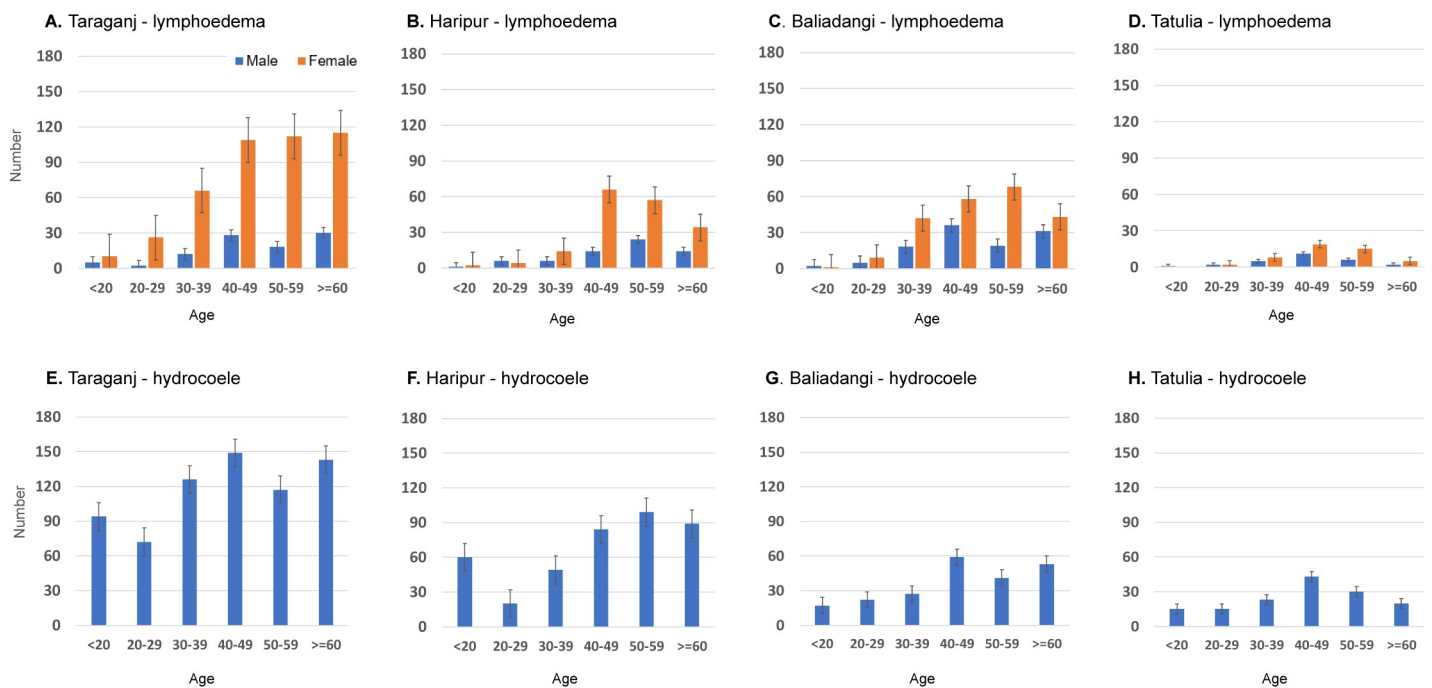 A. Taraganj - lymphoedema
180
150
120
90
60
30
0
Number
Male
Female
<20 20-29 30-39 40-49 50-59 >=60
Age
B. Haripur - lymphoedema
180
150
120
90
60
30
0
<20 20-29 30-39 40-49 50-59 >=60
Age
C. Baliadangi - lymphoedema
180
150
120
90
60
30
0
<20 20-29 30-39 40-49 50-59 >=60
Age
D. Tatulia - lymphoedema
180
150
120
90
60
30
0
<20 20-29 30-39 40-49 50-59 >=60
Age
E. Taraganj - hydrocoele
180
150
120
90
60
30
0
Number
<20 20-29 30-39 40-49 50-59 >=60
Age
F. Haripur - hydrocoele
180
150
120
90
60
30
0
<20 20-29 30-39 40-49 50-59 >=60
Age
G. Baliadangi - hydrocoele
180
150
120
90
60
30
0
<20 20-29 30-39 40-49 50-59 >=60
Age
H. Tatulia - hydrocoele
180
150
120
90
60
30
0
<20 20-29 30-39 40-49 50-59 >=60
Age